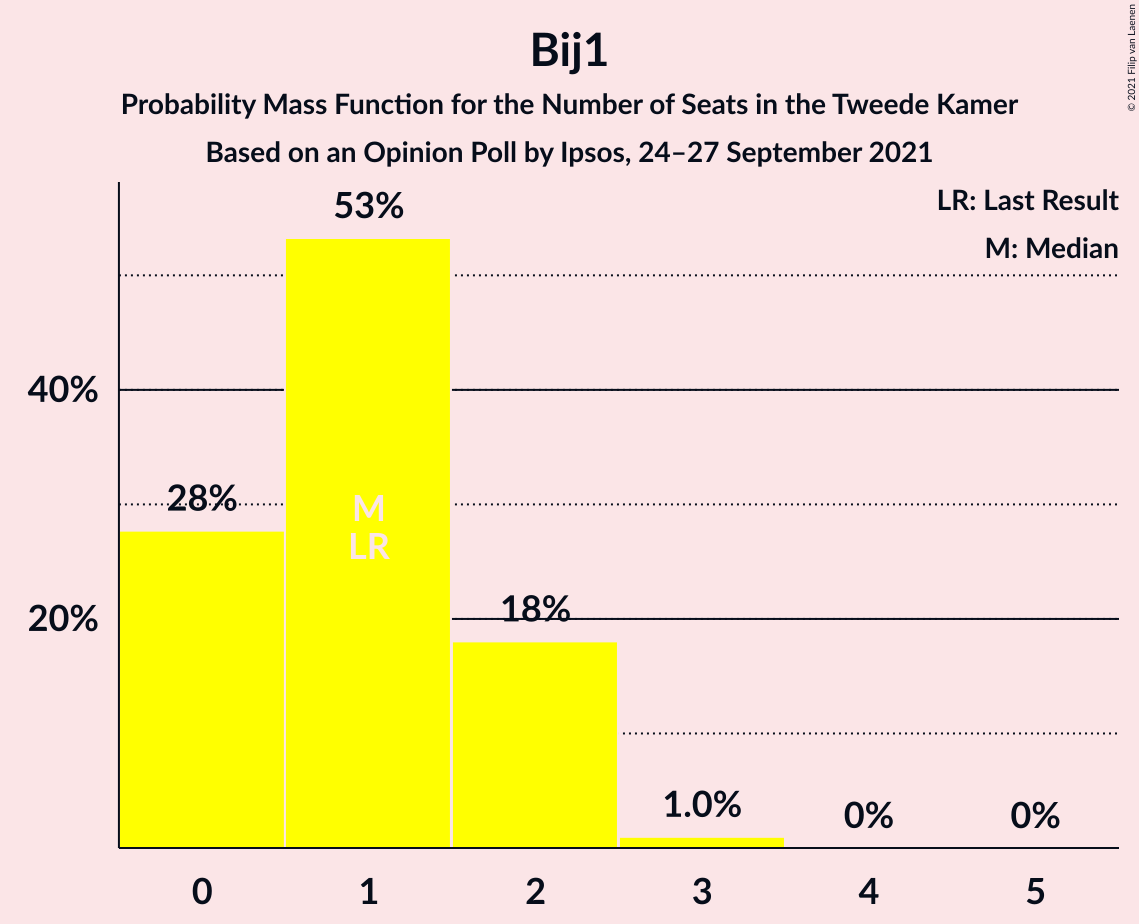 Bij1
Probability Mass Function for the Number of Seats in the Tweede Kamer
Based on an Opinion Poll by Ipsos, 24–27 September 2021
© 2021 Filip van Laenen
LR: Last Result
M: Median
53%
40%
28%
M
LR
20%
18%
1.0%
0%
0%
0
1
2
3
4
5